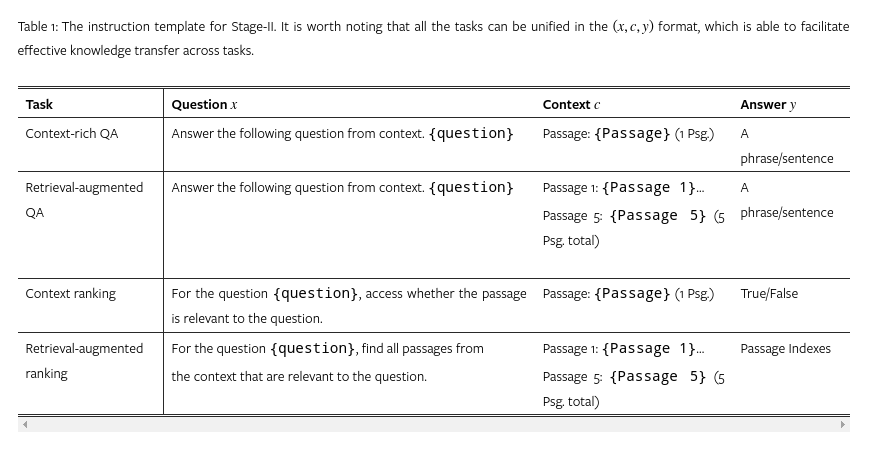 Table 1: The instruction template for Stage-II. It is worth noting that all the tasks can be unified in the (x, c, y) format, which is able to facilitate
effective knowledge transfer across tasks.
Task Question x Context c Answer y
Context-rich QA Answer the following question from context. {question} Passage: {Passage} (1 Psg.) A
phrase/sentence
Retrieval-augmented Answer the following question from context. {question} Passage 1: {Passage 1}... A
QA Passage 5: {Passage 5} (5 phrase/sentence
Psg. total)
Context ranking For the question {question}, access whether the passage Passage: {Passage} (1 Psg.) True/False
is relevant to the question.
Retrieval-augmented For the question {question}, find all passages from Passage 1: {Passage 1}... Passage Indexes
ranking the context that are relevant to the question. Passage 5: {Passage 5} (5
Psg. total)